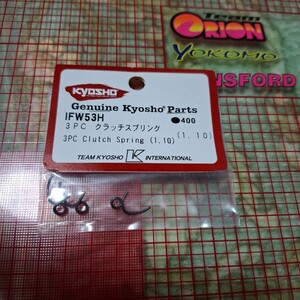 Team
ORION
YOKOMO
NSFORD
KYOSHO
Genuine Kyosho Parts
IFW53H
●400
3PC クラッチスプリング
(1.10)
3PC Clutch Spring (1.10)
TEAM KYOSHO K INTERNATIONAL